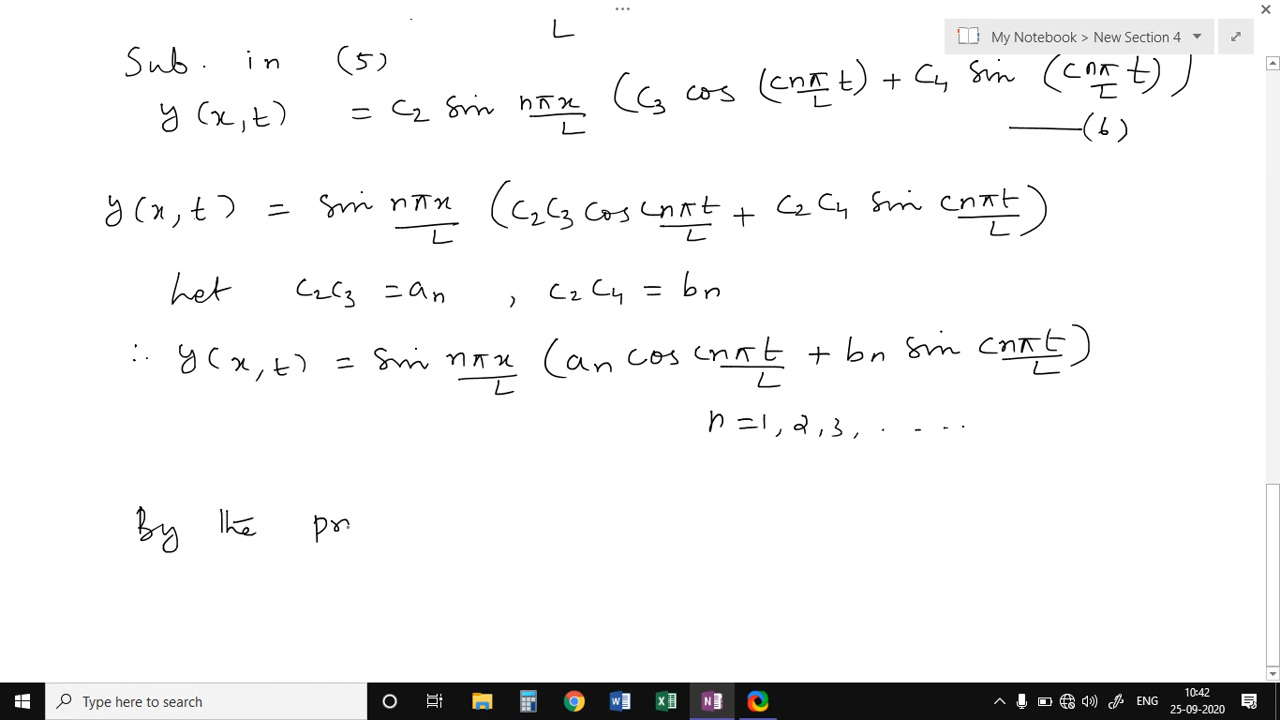 My Notebook > New Section 4
L
Sub. in (5)
y(x,t) = C2 sin nπx/L (C3 cos (cnπ/L t) + C4 sin (cnπ/L t))
(6)
y(x,t) = sin nπx/L (C2C3 cos cnπt/L + C2C4 sin cnπt/L)
Let C2C3 = an , C2C4 = bn
∴ y(x,t) = sin nπx/L (an cos cnπt/L + bn sin cnπt/L)
n = 1, 2, 3, . . . .
By the pr
Type here to search
ENG
10:42
25-09-2020